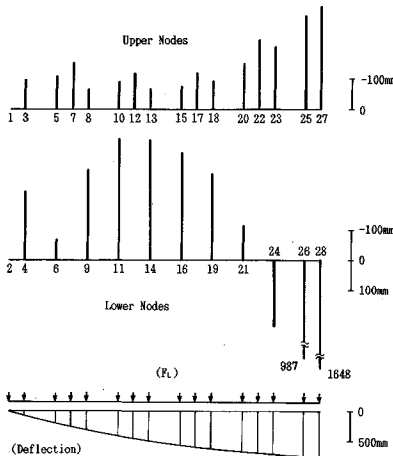 Upper Nodes
-100mm
0
1 3 5 7 8 10 12 13 15 17 18 20 22 23 25 27
-100mm
24 26 28
0
2 4 6 9 11 14 16 19 21
100mm
Lower Nodes
987
1648
(FL)
0
500mm
(Deflection)